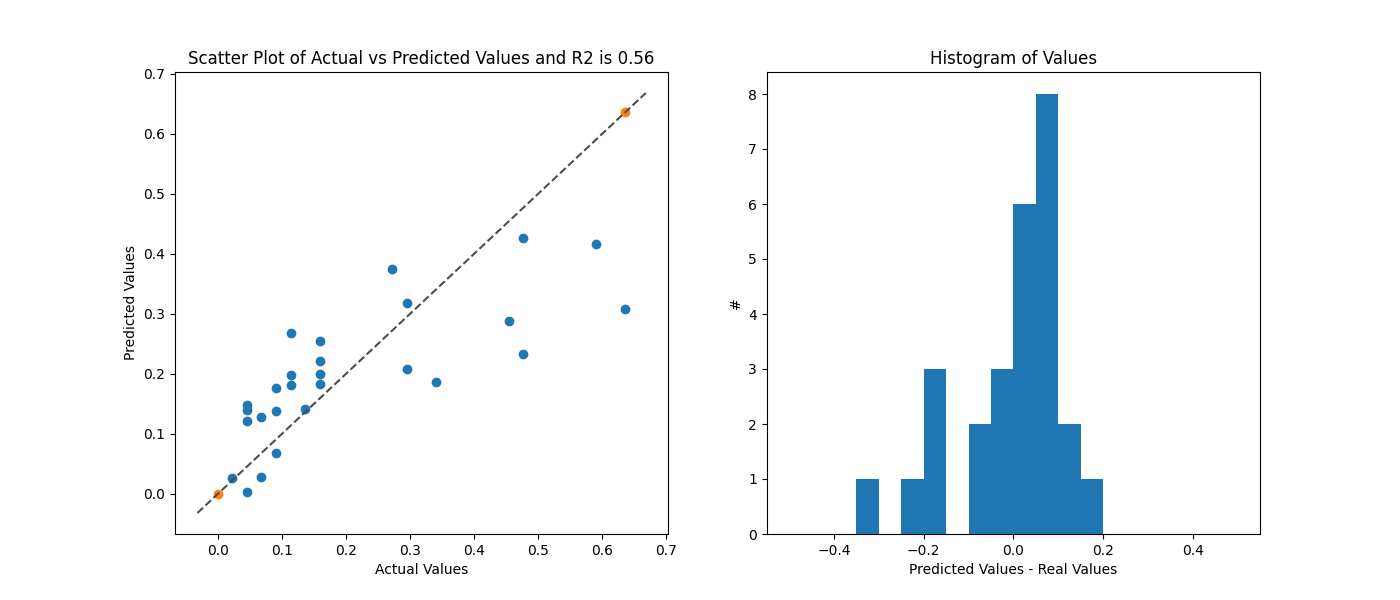 Scatter Plot of Actual vs Predicted Values and R2 is 0.56
0.7
0.6
0.5
0.4
0.3
0.2
0.1
0.0
Predicted Values
0.0 0.1 0.2 0.3 0.4 0.5 0.6 0.7
Actual Values
Histogram of Values
8
7
6
5
4
3
2
1
0
#
−0.4 −0.2 0.0 0.2 0.4
Predicted Values - Real Values